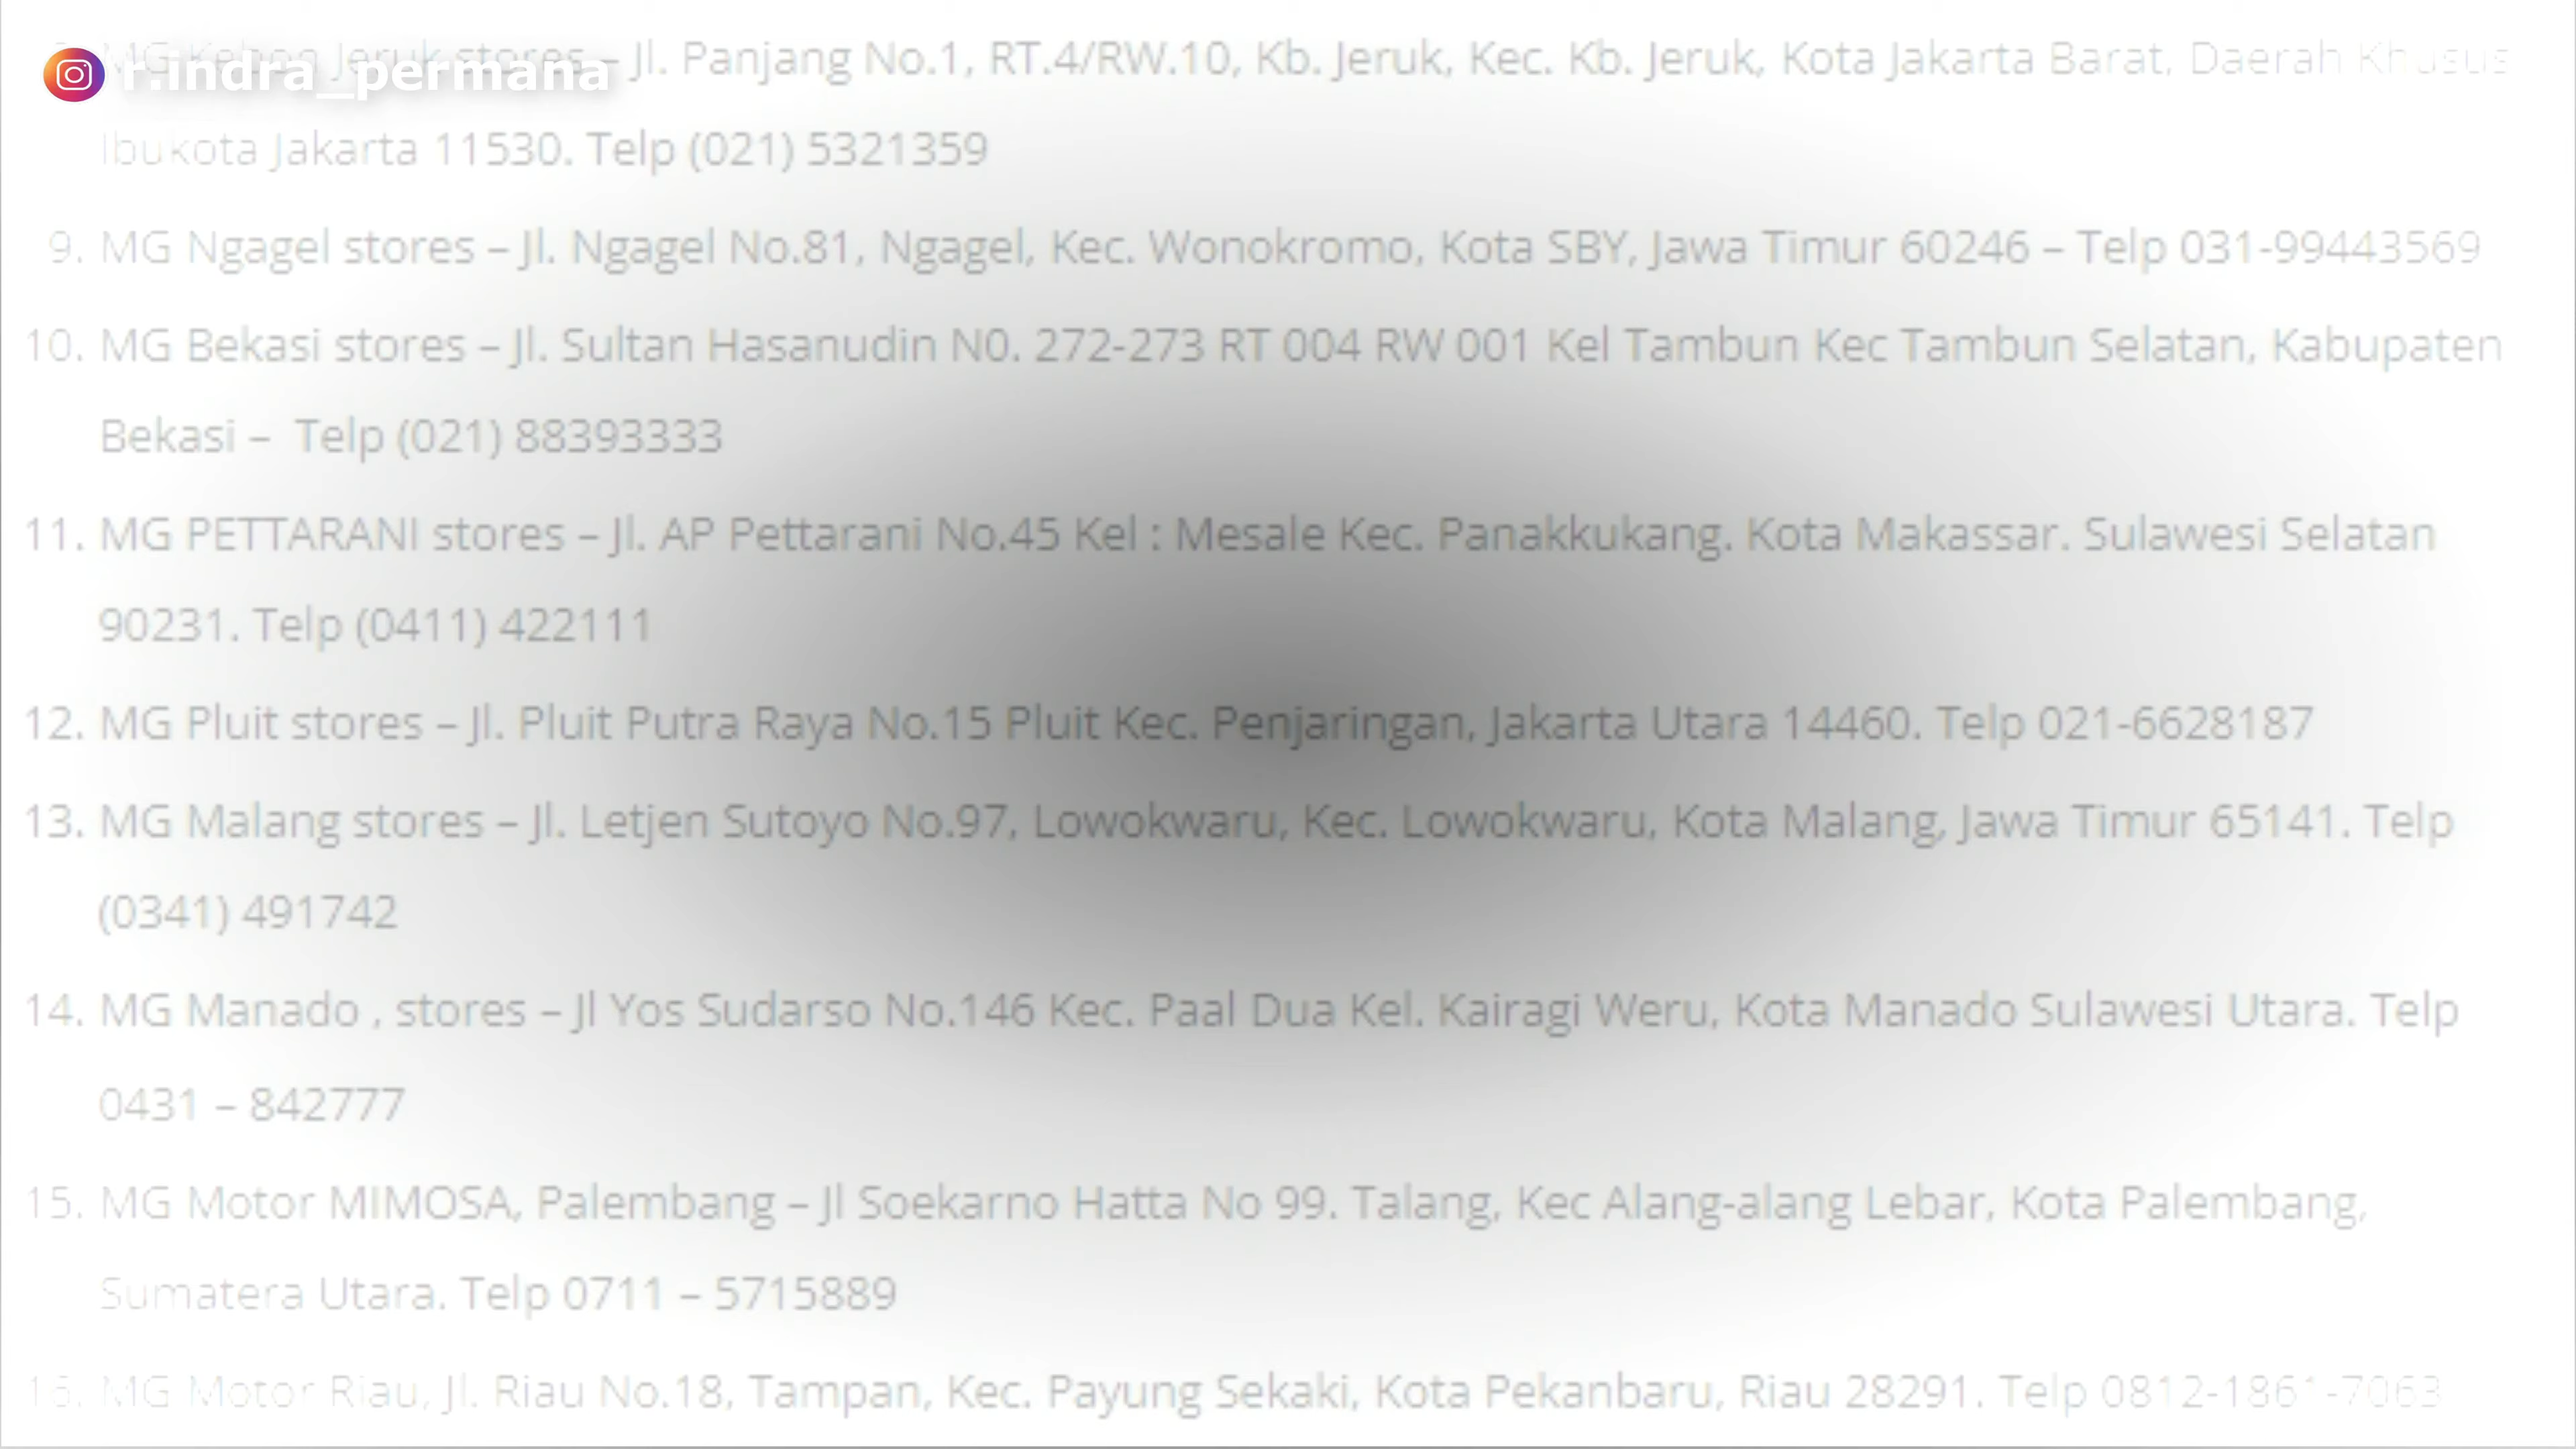 r.indra_permana
MG Kebon Jeruk stores – Jl. Panjang No.1, RT.4/RW.10, Kb. Jeruk, Kec. Kb. Jeruk, Kota Jakarta Barat, Daerah Khusus
Ibukota Jakarta 11530. Telp (021) 5321359
9. MG Ngagel stores – Jl. Ngagel No.81, Ngagel, Kec. Wonokromo, Kota SBY, Jawa Timur 60246 – Telp 031-99443569
10. MG Bekasi stores – Jl. Sultan Hasanudin N0. 272-273 RT 004 RW 001 Kel Tambun Kec Tambun Selatan, Kabupaten
Bekasi – Telp (021) 88393333
11. MG PETTARANI stores – Jl. AP Pettarani No.45 Kel : Mesale Kec. Panakkukang. Kota Makassar. Sulawesi Selatan
90231. Telp (0411) 422111
12. MG Pluit stores – Jl. Pluit Putra Raya No.15 Pluit Kec. Penjaringan, Jakarta Utara 14460. Telp 021-6628187
13. MG Malang stores – Jl. Letjen Sutoyo No.97, Lowokwaru, Kec. Lowokwaru, Kota Malang, Jawa Timur 65141. Telp
(0341) 491742
14. MG Manado , stores – Jl Yos Sudarso No.146 Kec. Paal Dua Kel. Kairagi Weru, Kota Manado Sulawesi Utara. Telp
0431 – 842777
15. MG Motor MIMOSA, Palembang – Jl Soekarno Hatta No 99. Talang, Kec Alang-alang Lebar, Kota Palembang,
Sumatera Utara. Telp 0711 – 5715889
16. MG Motor Riau, Jl. Riau No.18, Tampan, Kec. Payung Sekaki, Kota Pekanbaru, Riau 28291. Telp 0812-1861-7063